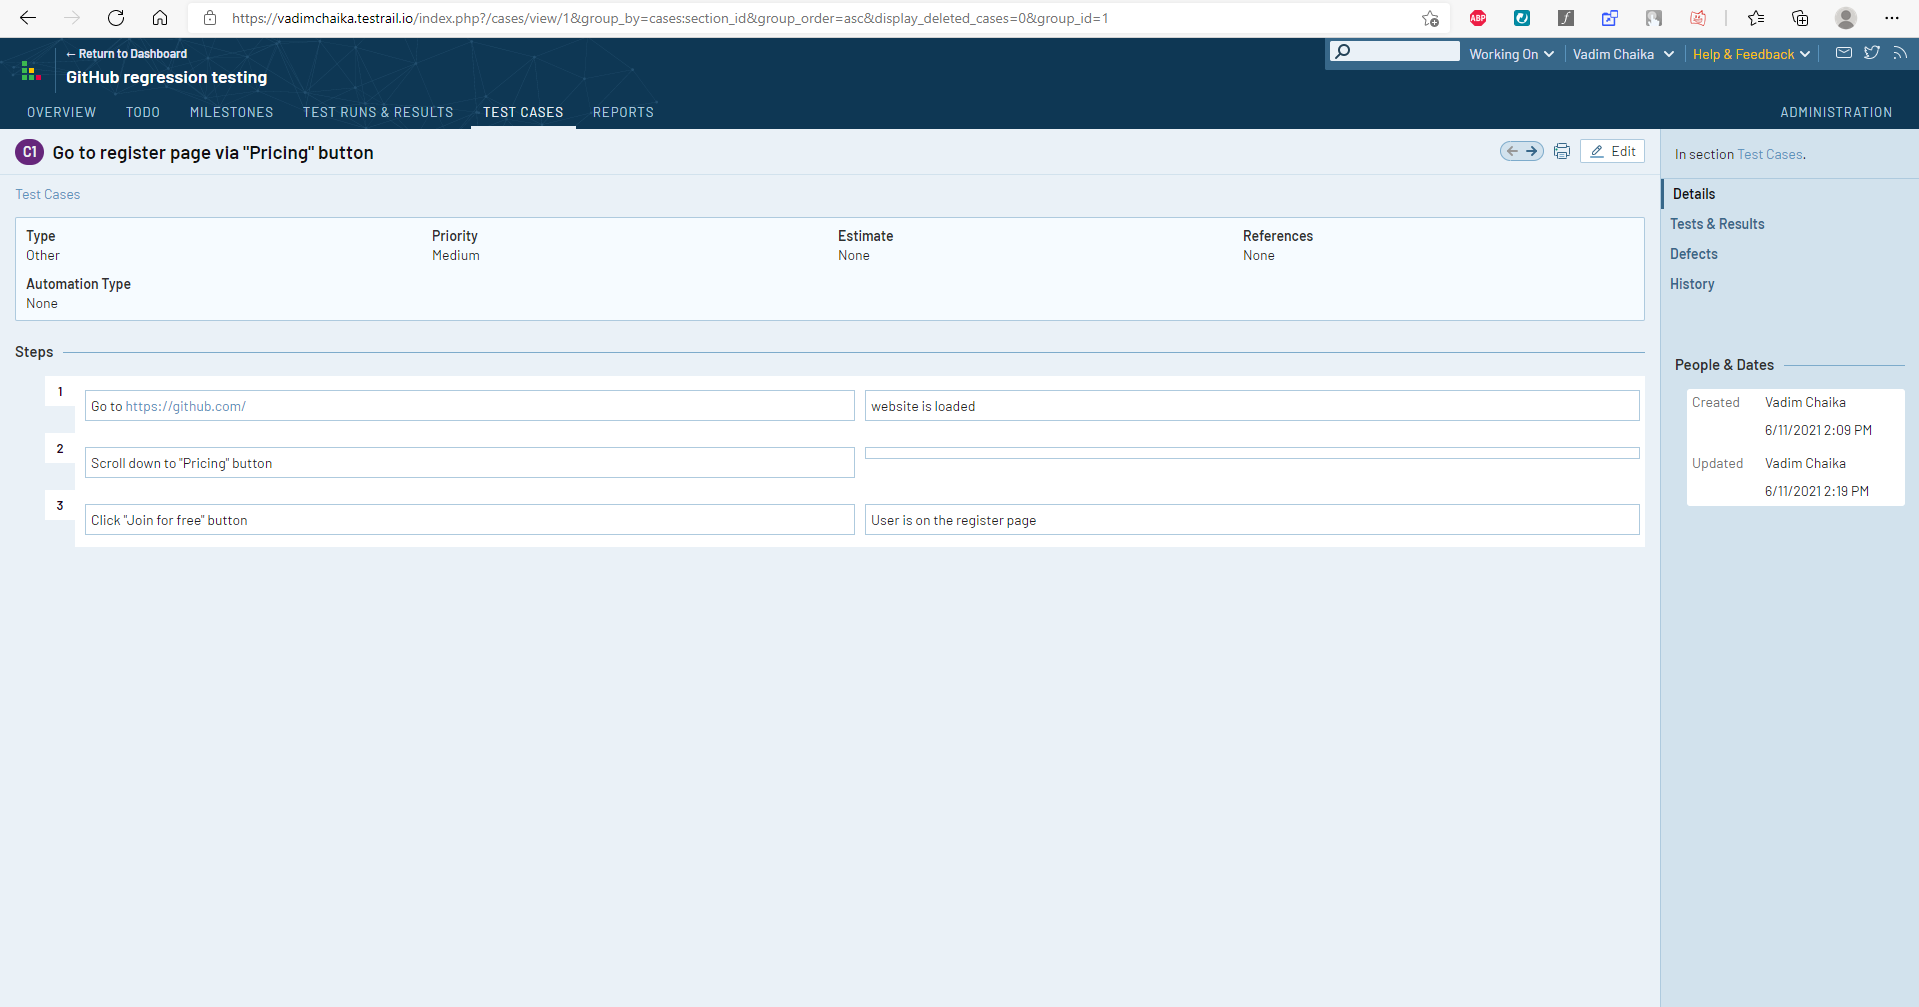 https://vadimchaika.testrail.io/index.php?/cases/view/1&group_by=cases:section_id&group_order=asc&display_deleted_cases=0&group_id=1
ABP
← Return to Dashboard
GitHub regression testing
Working On
Vadim Chaika
Help & Feedback
OVERVIEW
TODO
MILESTONES
TEST RUNS & RESULTS
TEST CASES
REPORTS
ADMINISTRATION
C1
Go to register page via "Pricing" button
Edit
Test Cases
Type
Other
Priority
Medium
Estimate
None
References
None
Automation Type
None
Steps
1
Go to https://github.com/
website is loaded
2
Scroll down to "Pricing" button
3
Click "Join for free" button
User is on the register page
In section Test Cases.
Details
Tests & Results
Defects
History
People & Dates
Created
Vadim Chaika
6/11/2021 2:09 PM
Updated
Vadim Chaika
6/11/2021 2:19 PM